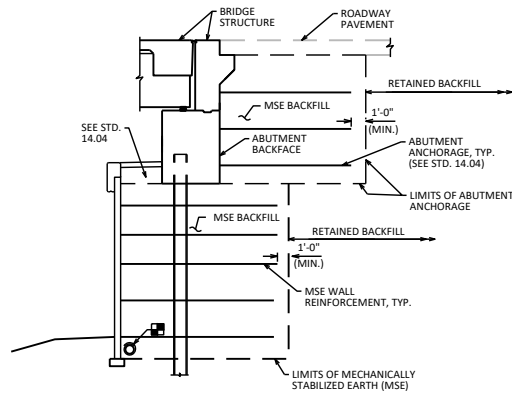 BRIDGE
STRUCTURE
ROADWAY
PAVEMENT
RETAINED BACKFILL
MSE BACKFILL
1'-0"
(MIN.)
SEE STD.
14.04
ABUTMENT
BACKFACE
ABUTMENT
ANCHORAGE, TYP.
(SEE STD. 14.04)
LIMITS OF ABUTMENT
ANCHORAGE
MSE BACKFILL
RETAINED BACKFILL
1'-0"
(MIN.)
MSE WALL
REINFORCEMENT, TYP.
LIMITS OF MECHANICALLY
STABILIZED EARTH (MSE)